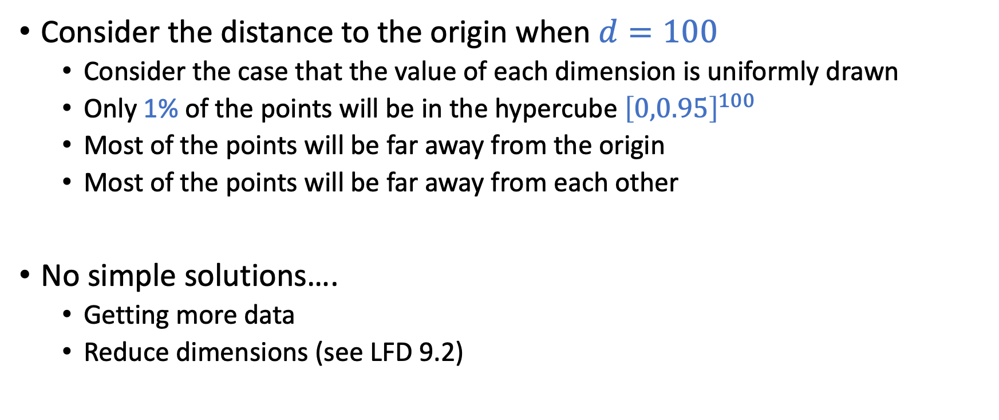 • Consider the distance to the origin when d = 100
• Consider the case that the value of each dimension is uniformly drawn
• Only 1% of the points will be in the hypercube [0,0.95]¹⁰⁰
• Most of the points will be far away from the origin
• Most of the points will be far away from each other
• No simple solutions....
• Getting more data
• Reduce dimensions (see LFD 9.2)